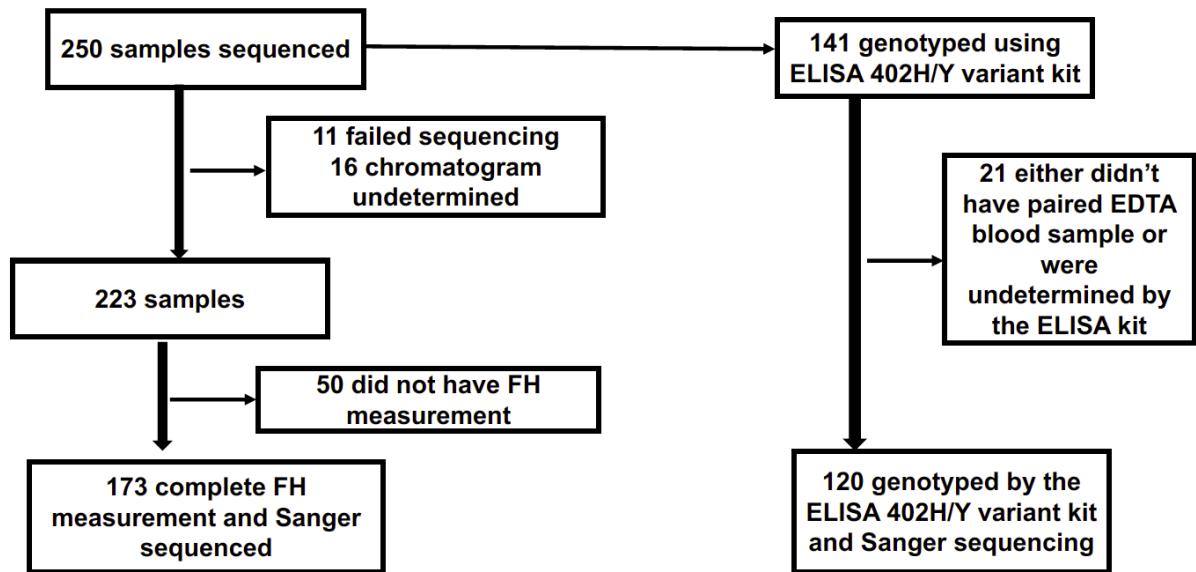 250 samples sequenced
141 genotyped using
ELISA 402H/Y variant kit
11 failed sequencing
16 chromatogram
undetermined
21 either didn’t
have paired EDTA
blood sample or
were
undetermined by
the ELISA kit
223 samples
50 did not have FH
measurement
173 complete FH
measurement and Sanger
sequenced
120 genotyped by the
ELISA 402H/Y variant kit
and Sanger sequencing